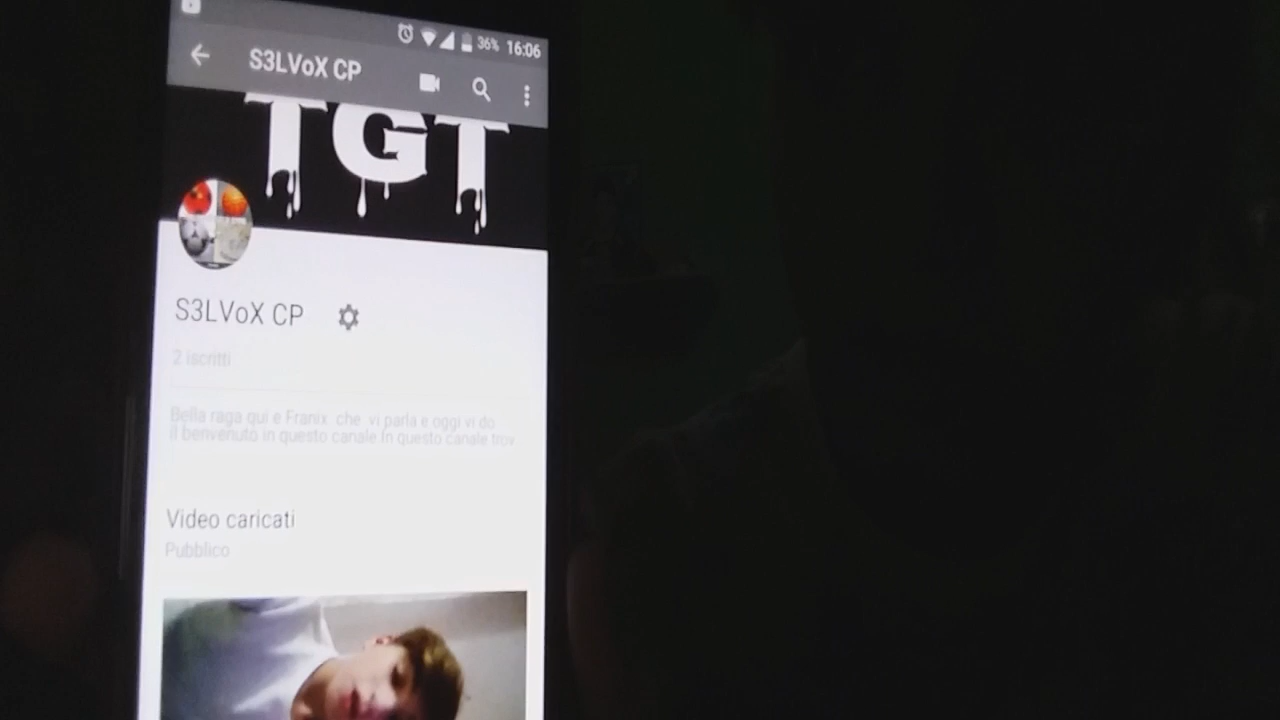 36% 16:06
S3LVoX CP
TGT
S3LVoX CP
2 iscritti
Bella raga qui e Franix che vi parla e oggi vi do
il benvenuto in questo canale In questo canale trov
Video caricati
Pubblico